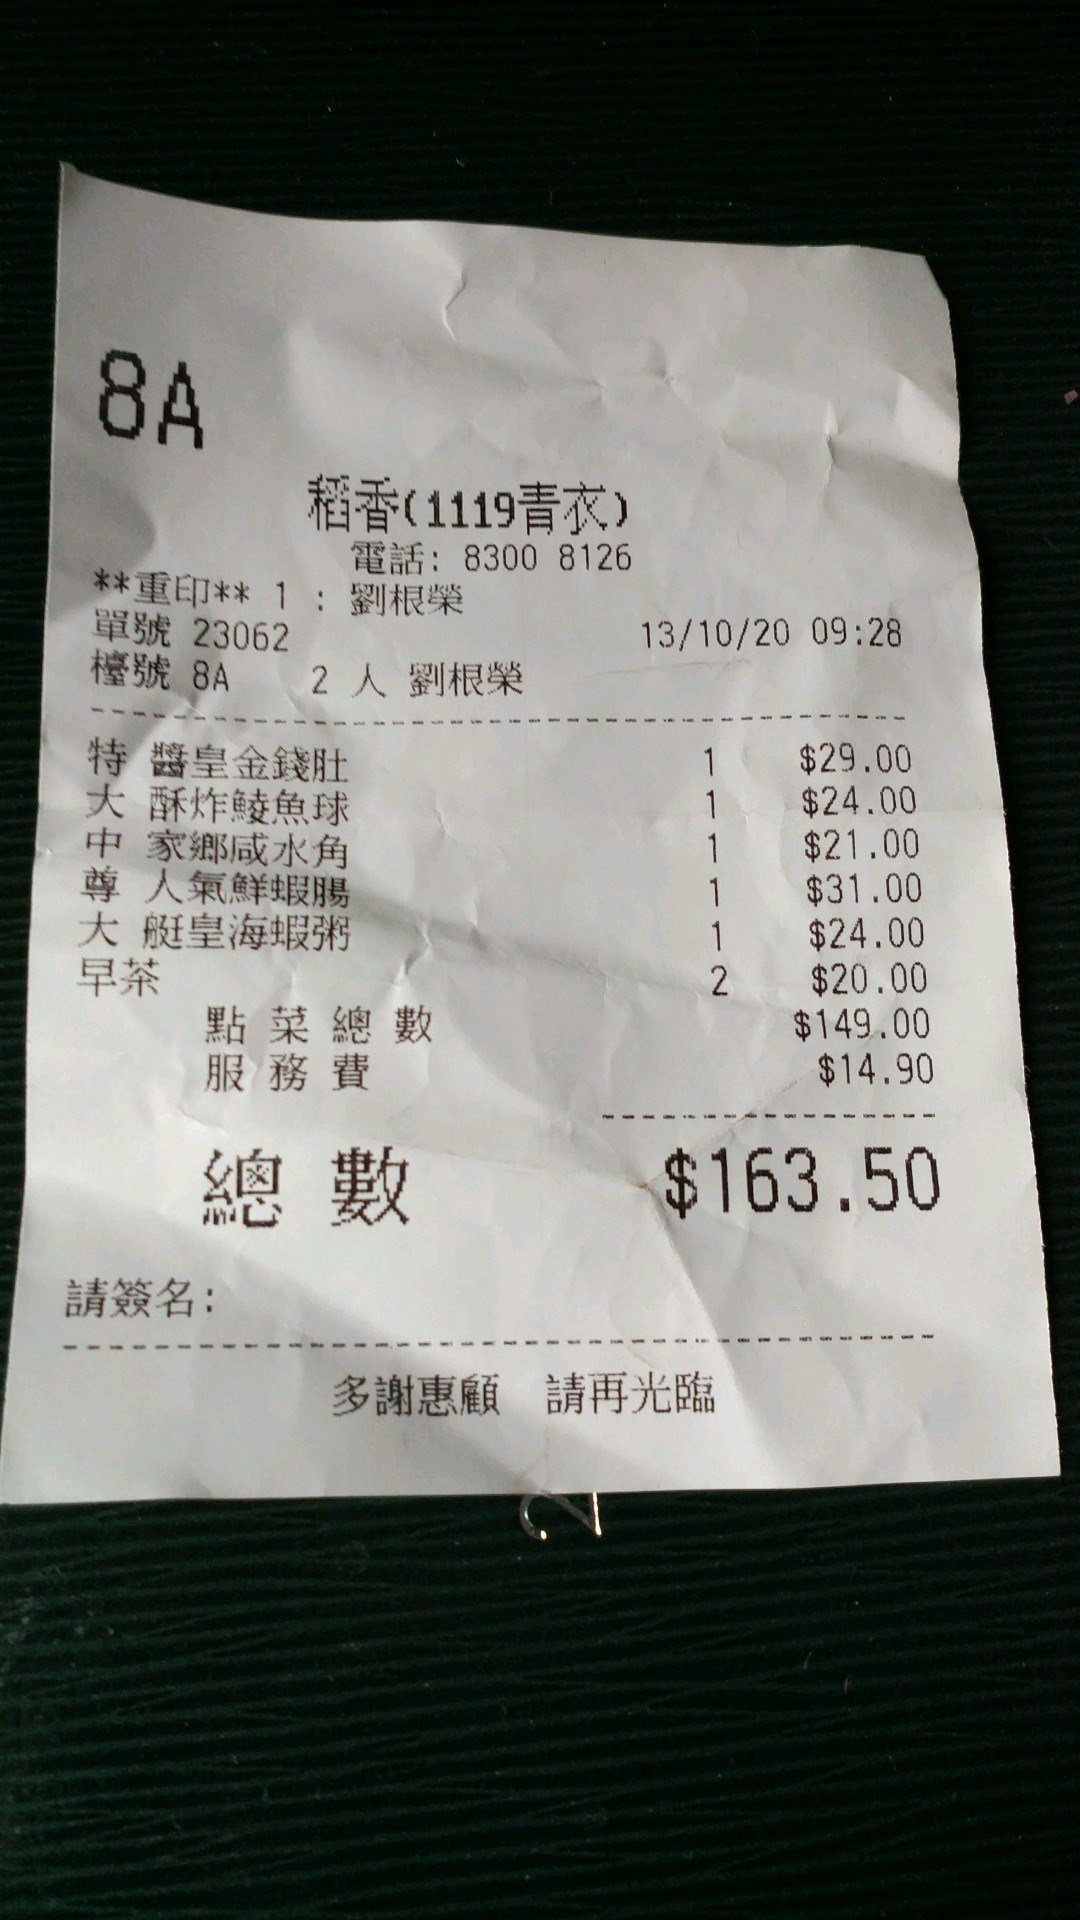 8A
稻香(1119青衣)
電話: 8300 8126
**重印** 1 : 劉根榮
單號 23062 13/10/20 09:28
檯號 8A 2 人 劉根榮
特 醬皇金錢肚 1 $29.00
大 酥炸鯪魚球 1 $24.00
中 家鄉咸水角 1 $21.00
尊 人氣鮮蝦腸 1 $31.00
大 艇皇海蝦粥 1 $24.00
早茶 2 $20.00
點 菜 總 數 $149.00
服 務 費 $14.90
總 數 $163.50
請簽名:
多謝惠顧 請再光臨